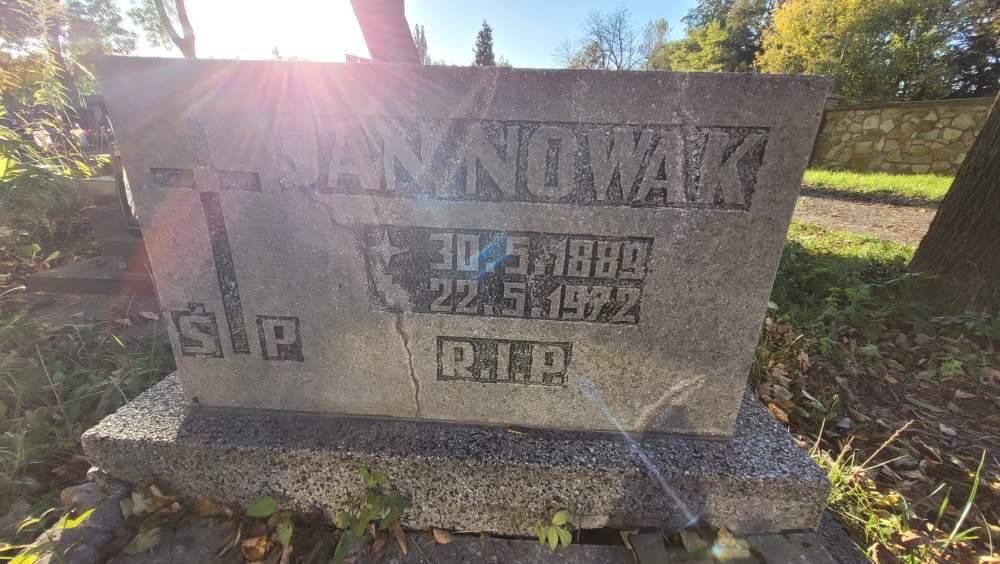 JAN NOWAK
30.5.1889
22.5.1972
Ś P
R.I.P.